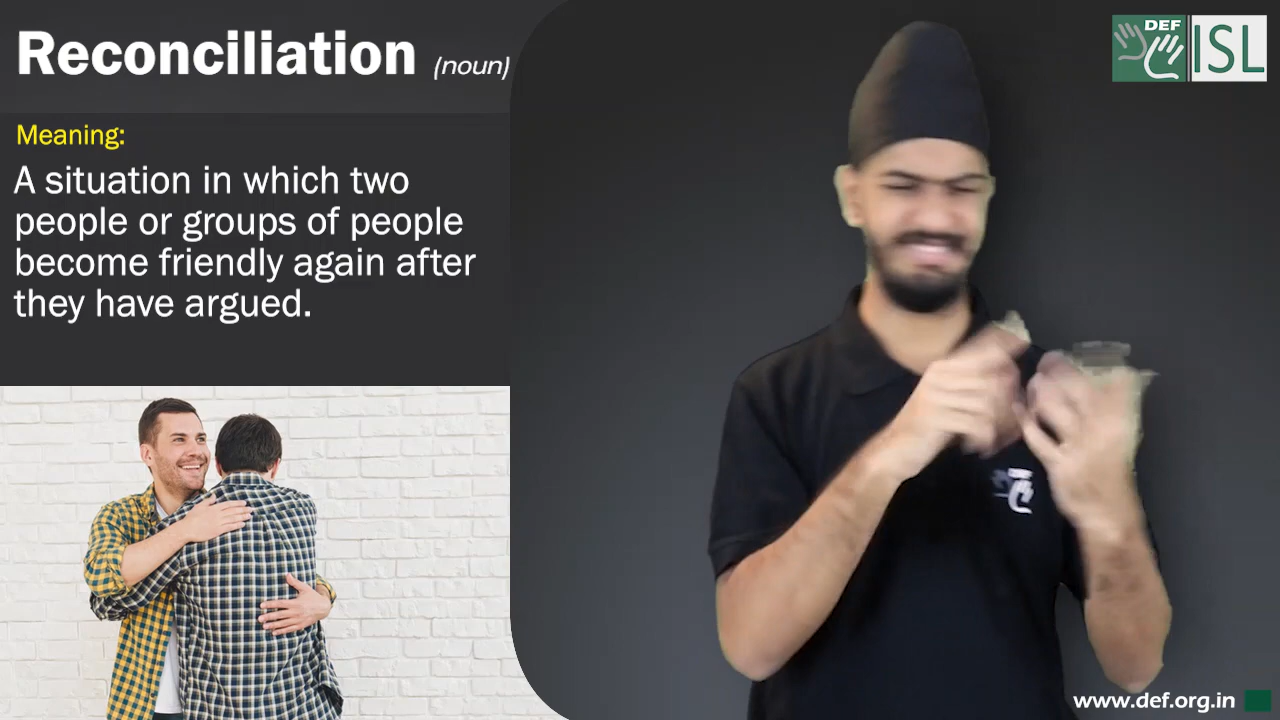 Reconciliation (noun)
Meaning:
A situation in which two
people or groups of people
become friendly again after
they have argued.
DEF
ISL
DEF
www.def.org.in